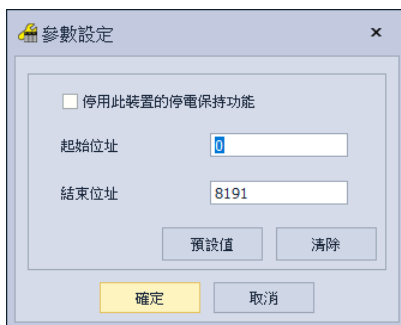 參數設定
停用此裝置的停電保持功能
起始位址 0
結束位址 8191
預設值 清除
確定 取消